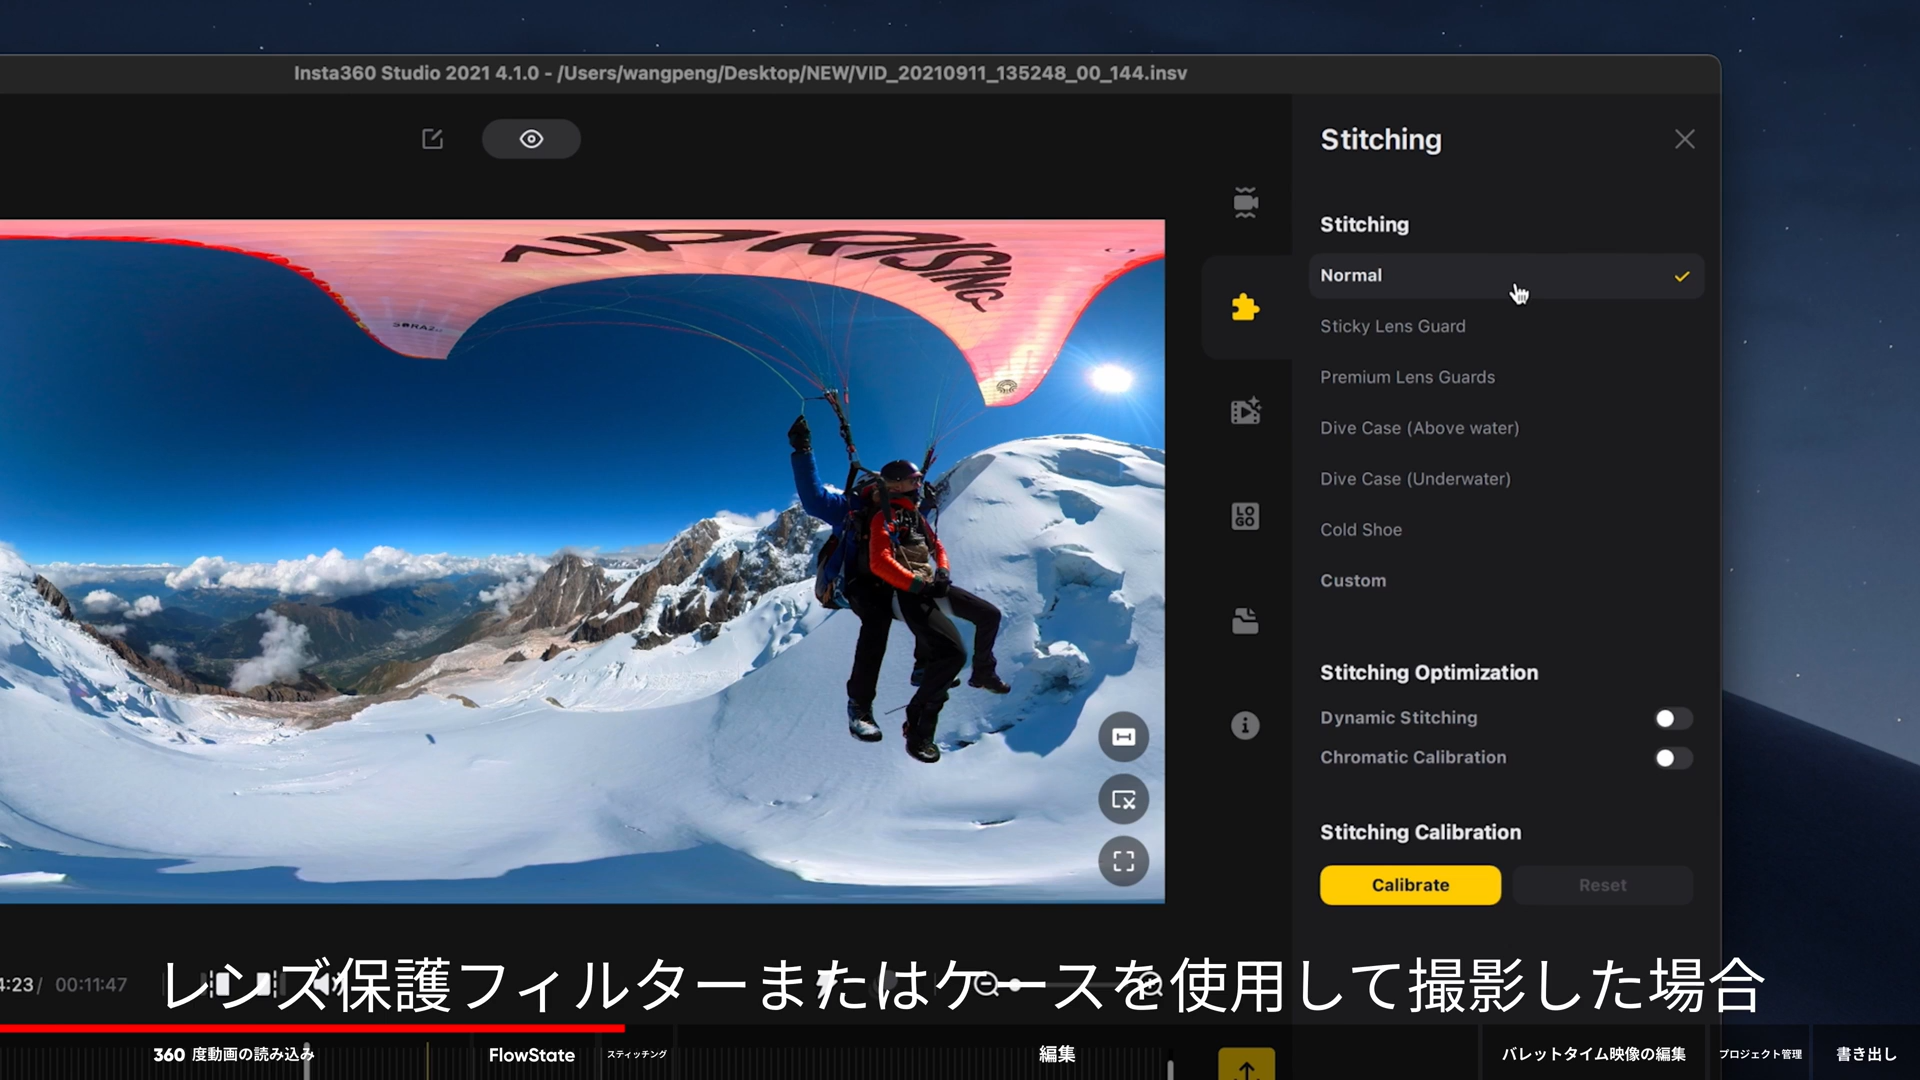 Insta360 Studio 2021 4.1.0 - /Users/wangpeng/Desktop/NEW/VID_20210911_135248_00_144.insv
Stitching
Stitching
Normal
Sticky Lens Guard
Premium Lens Guards
Dive Case (Above water)
Dive Case (Underwater)
Cold Shoe
Custom
Stitching Optimization
Dynamic Stitching
Chromatic Calibration
Stitching Calibration
Calibrate
Reset
UPRISING
LOGO
4:23 / 00:11:47
レンズ保護フィルターまたはケースを使用して撮影した場合
360 度動画の読み込み
FlowState
スティッチング
編集
バレットタイム映像の編集
プロジェクト管理
書き出し